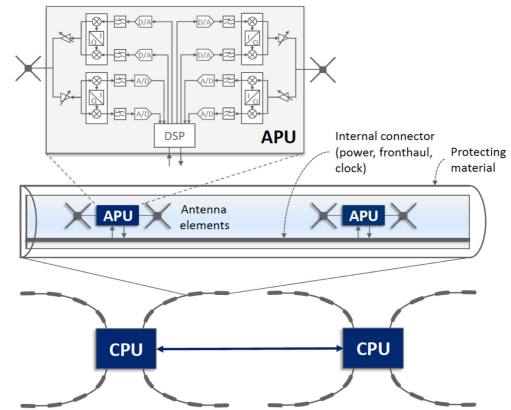 D/A
D/A
I
Q
I
Q
D/A
D/A
A/D
A/D
I
Q
I
Q
A/D
A/D
DSP
APU
Internal connector
(power, fronthaul,
clock)
Protecting
material
APU
Antenna
elements
APU
CPU
CPU